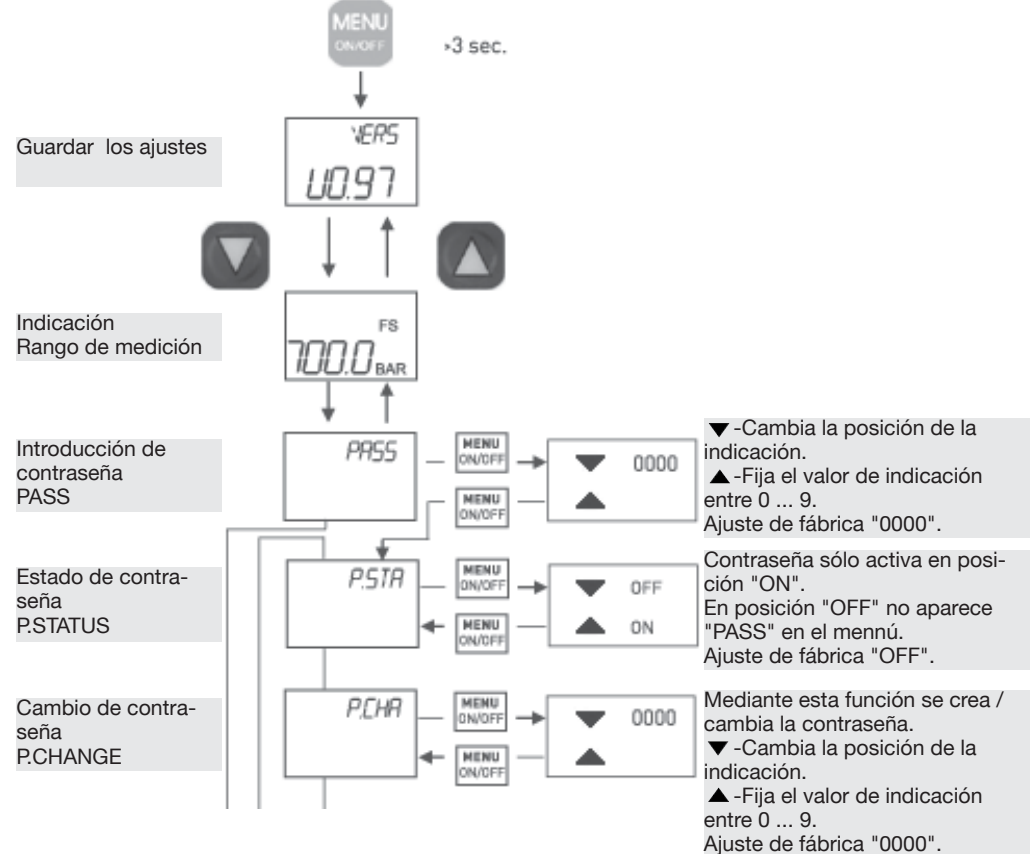 MENU
ON/OFF
>3 sec.
Guardar los ajustes
VERS
U0.97
Indicación
Rango de medición
FS
700.0 BAR
Introducción de
contraseña
PASS
PASS
MENU
ON/OFF
MENU
ON/OFF
0000
▼-Cambia la posición de la
indicación.
▲-Fija el valor de indicación
entre 0 ... 9.
Ajuste de fábrica "0000".
Estado de contra-
seña
P.STATUS
P.STA
MENU
ON/OFF
MENU
ON/OFF
OFF
ON
Contraseña sólo activa en posi-
ción "ON".
En posición "OFF" no aparece
"PASS" en el mennú.
Ajuste de fábrica "OFF".
Cambio de contra-
seña
P.CHANGE
P.CHA
MENU
ON/OFF
MENU
ON/OFF
0000
Mediante esta función se crea /
cambia la contraseña.
▼-Cambia la posición de la
indicación.
▲-Fija el valor de indicación
entre 0 ... 9.
Ajuste de fábrica "0000".